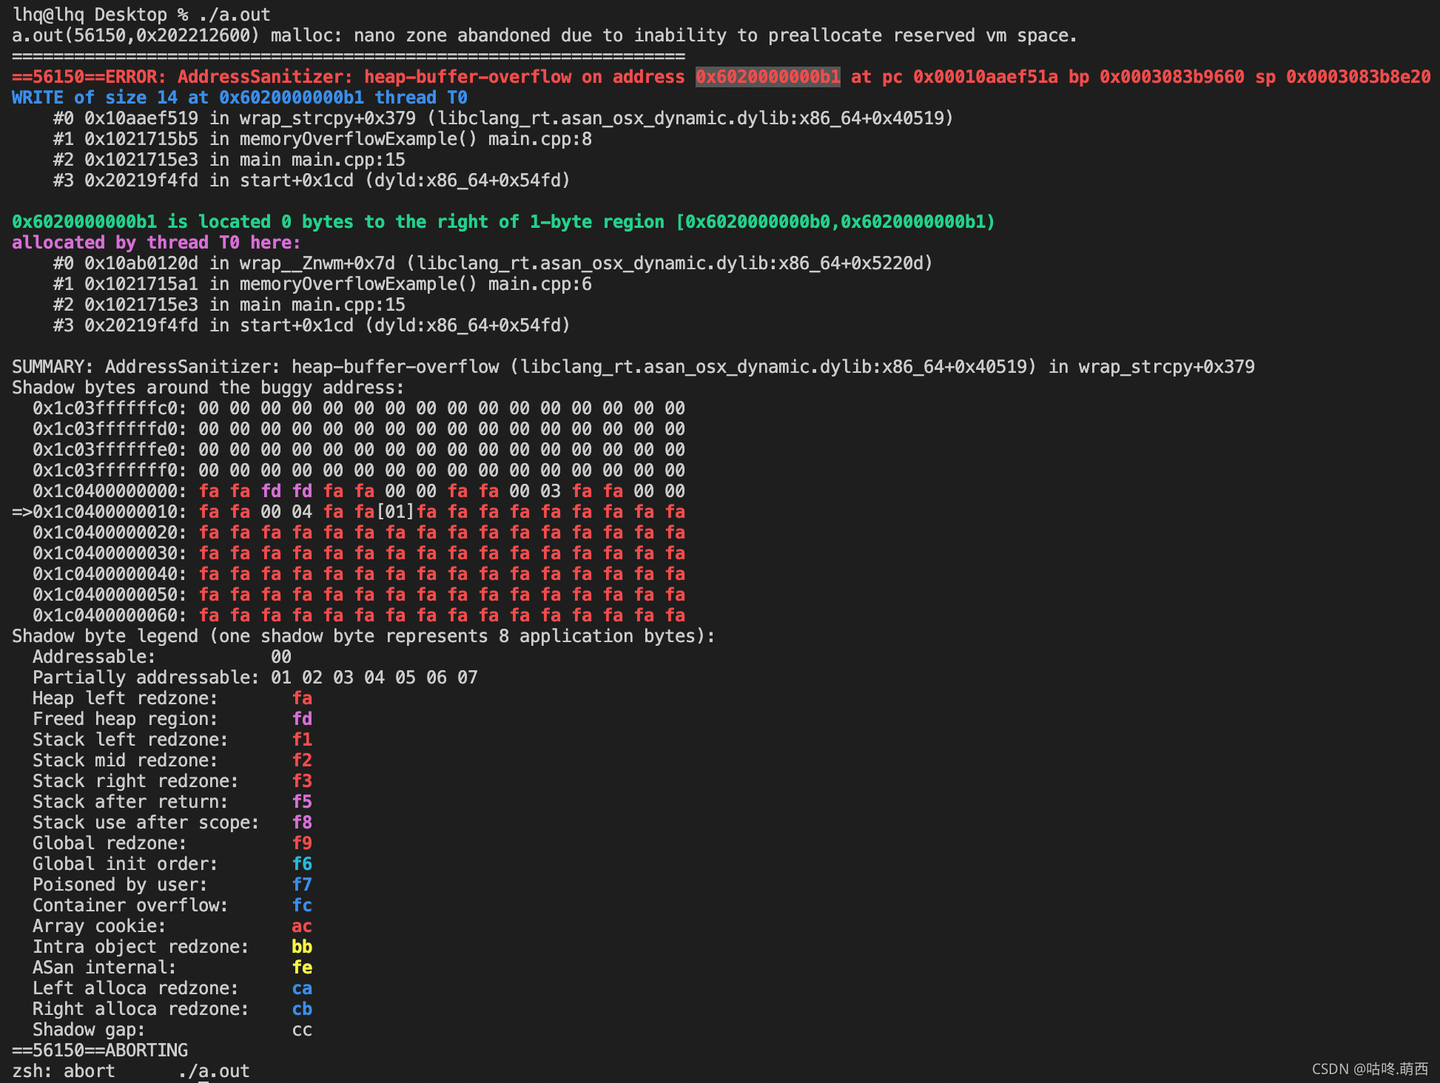 lhq@lhq Desktop % ./a.out
a.out(56150,0x202212600) malloc: nano zone abandoned due to inability to preallocate reserved vm space.
=================================================================
==56150==ERROR: AddressSanitizer: heap-buffer-overflow on address 0x6020000000b1 at pc 0x00010aaef51a bp 0x0003083b9660 sp 0x0003083b8e20
WRITE of size 14 at 0x6020000000b1 thread T0
    #0 0x10aaef519 in wrap_strcpy+0x379 (libclang_rt.asan_osx_dynamic.dylib:x86_64+0x40519)
    #1 0x1021715b5 in memoryOverflowExample() main.cpp:8
    #2 0x1021715e3 in main main.cpp:15
    #3 0x20219f4fd in start+0x1cd (dyld:x86_64+0x54fd)

0x6020000000b1 is located 0 bytes to the right of 1-byte region [0x6020000000b0,0x6020000000b1)
allocated by thread T0 here:
    #0 0x10ab0120d in wrap__Znwm+0x7d (libclang_rt.asan_osx_dynamic.dylib:x86_64+0x5220d)
    #1 0x1021715a1 in memoryOverflowExample() main.cpp:6
    #2 0x1021715e3 in main main.cpp:15
    #3 0x20219f4fd in start+0x1cd (dyld:x86_64+0x54fd)

SUMMARY: AddressSanitizer: heap-buffer-overflow (libclang_rt.asan_osx_dynamic.dylib:x86_64+0x40519) in wrap_strcpy+0x379
Shadow bytes around the buggy address:
  0x1c03ffffffc0: 00 00 00 00 00 00 00 00 00 00 00 00 00 00 00 00
  0x1c03ffffffd0: 00 00 00 00 00 00 00 00 00 00 00 00 00 00 00 00
  0x1c03ffffffe0: 00 00 00 00 00 00 00 00 00 00 00 00 00 00 00 00
  0x1c03fffffff0: 00 00 00 00 00 00 00 00 00 00 00 00 00 00 00 00
  0x1c0400000000: fa fa fd fd fa fa 00 00 fa fa 00 03 fa fa 00 00
=>0x1c0400000010: fa fa 00 04 fa fa[01]fa fa fa fa fa fa fa fa fa
  0x1c0400000020: fa fa fa fa fa fa fa fa fa fa fa fa fa fa fa fa
  0x1c0400000030: fa fa fa fa fa fa fa fa fa fa fa fa fa fa fa fa
  0x1c0400000040: fa fa fa fa fa fa fa fa fa fa fa fa fa fa fa fa
  0x1c0400000050: fa fa fa fa fa fa fa fa fa fa fa fa fa fa fa fa
  0x1c0400000060: fa fa fa fa fa fa fa fa fa fa fa fa fa fa fa fa
Shadow byte legend (one shadow byte represents 8 application bytes):
  Addressable:           00
  Partially addressable: 01 02 03 04 05 06 07
  Heap left redzone:       fa
  Freed heap region:       fd
  Stack left redzone:      f1
  Stack mid redzone:       f2
  Stack right redzone:     f3
  Stack after return:      f5
  Stack use after scope:   f8
  Global redzone:          f9
  Global init order:       f6
  Poisoned by user:        f7
  Container overflow:      fc
  Array cookie:            ac
  Intra object redzone:    bb
  ASan internal:           fe
  Left alloca redzone:     ca
  Right alloca redzone:    cb
  Shadow gap:              cc
==56150==ABORTING
zsh: abort      ./a.out
CSDN @咕咚.萌西